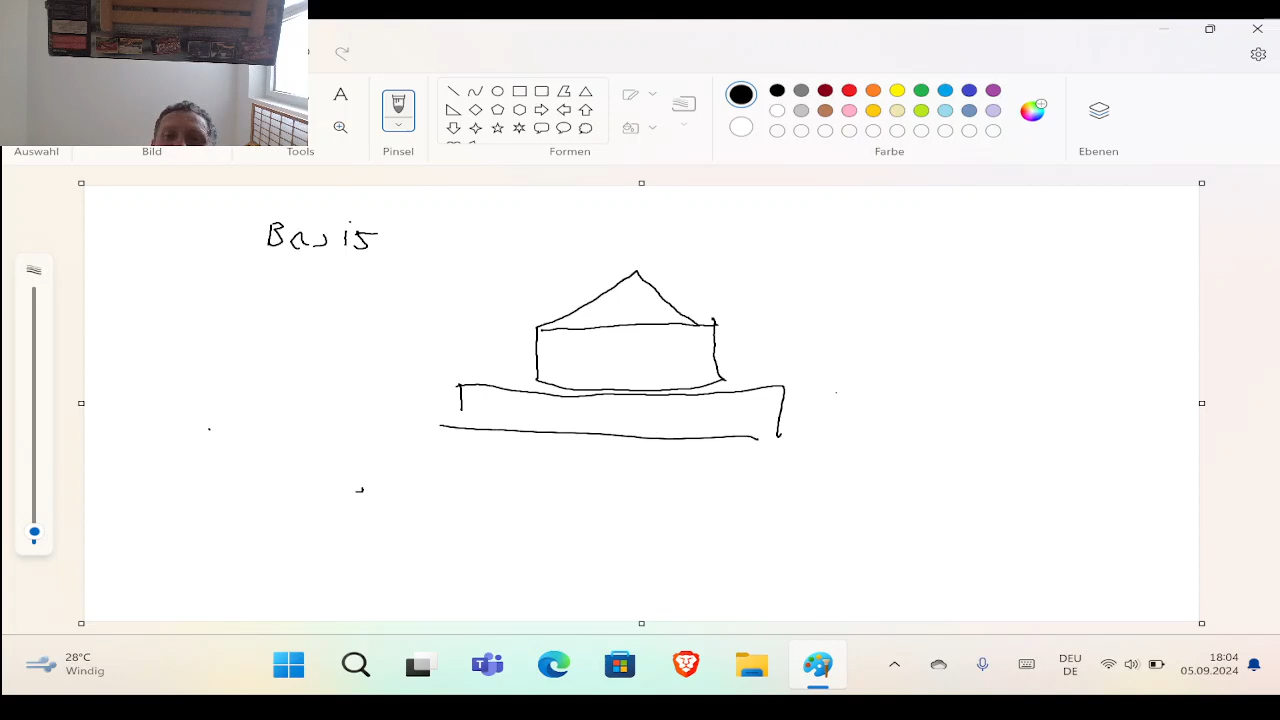 A
Auswahl
Bild
Tools
Pinsel
Formen
Farbe
Ebenen
Basis
28°C
Windig
DEU
DE
18:04
05.09.2024